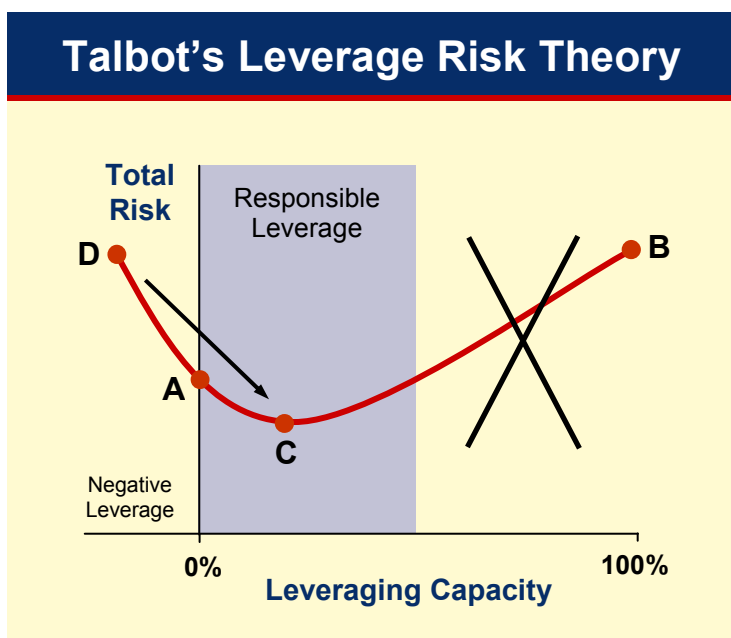 Talbot’s Leverage Risk Theory
Total
Risk
Responsible
Leverage
D
B
A
C
Negative
Leverage
0%
100%
Leveraging Capacity